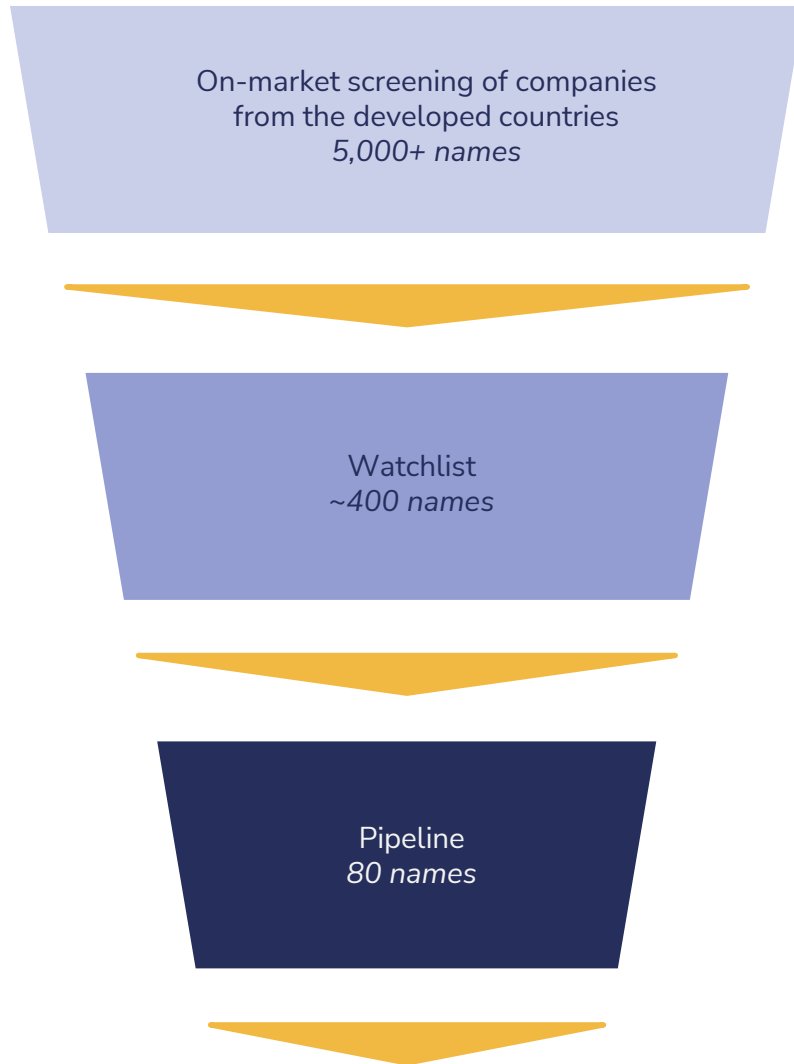 On-market screening of companies
from the developed countries
5,000+ names
Watchlist
~400 names
Pipeline
80 names